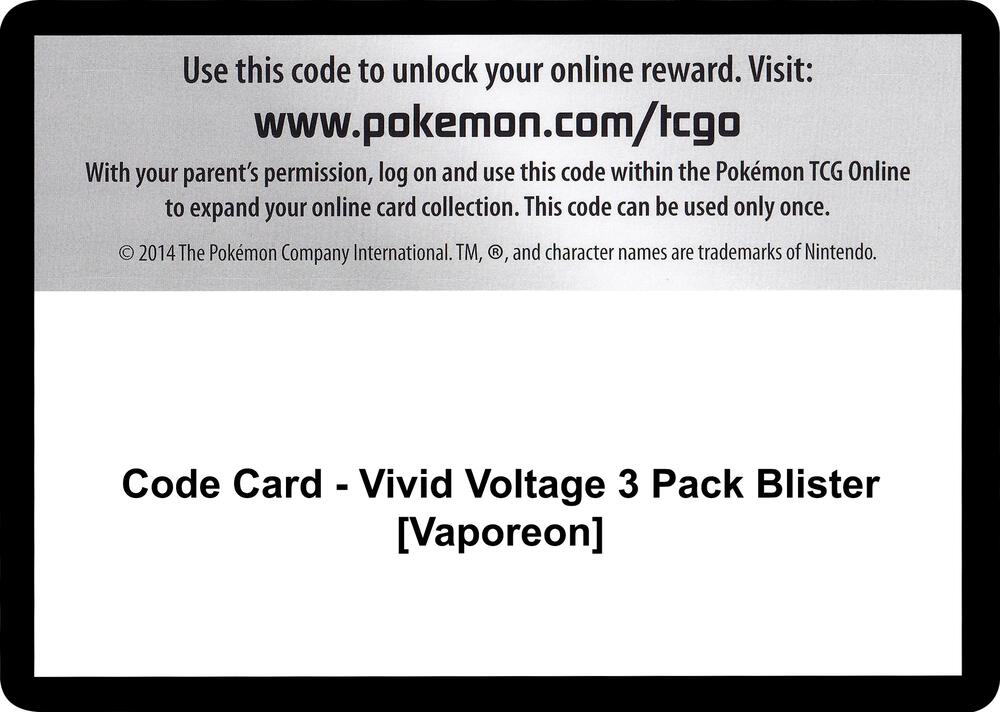 Use this code to unlock your online reward. Visit:
www.pokemon.com/tcgo
With your parent's permission, log on and use this code within the Pokémon TCG Online
to expand your online card collection. This code can be used only once.
© 2014 The Pokémon Company International. TM, ®, and character names are trademarks of Nintendo.
Code Card - Vivid Voltage 3 Pack Blister
[Vaporeon]